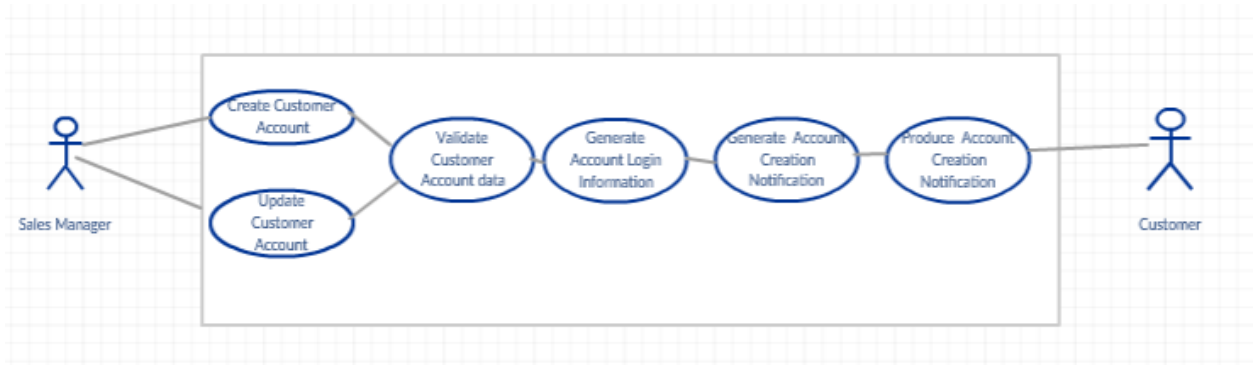 Create Customer
Account
Validate
Customer
Account data
Generate
Account Login
Information
Generate Account
Creation
Notification
Produce Account
Creation
Notification
Update
Customer
Account
Sales Manager
Customer